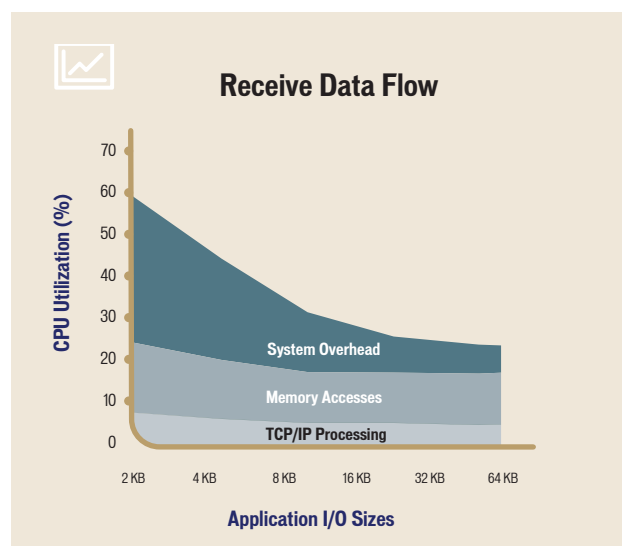 Receive Data Flow
CPU Utilization (%)
70
60
50
40
30
20
10
0
System Overhead
Memory Accesses
TCP/IP Processing
2 KB 4 KB 8 KB 16 KB 32 KB 64 KB
Application I/O Sizes